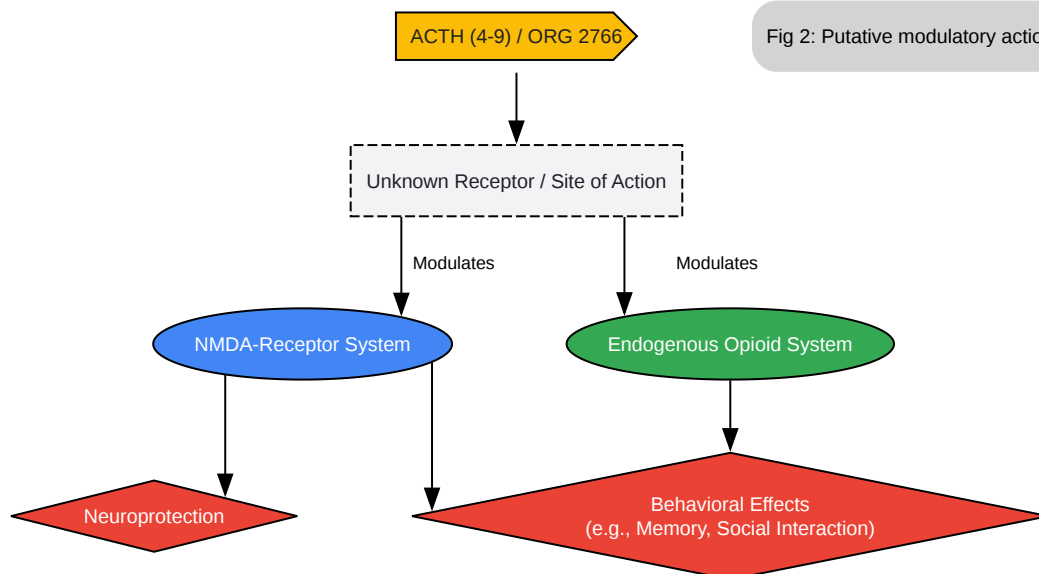 ACTH (4-9) / ORG 2766
Fig 2: Putative modulatory
Unknown Receptor / Site of Action
Modulates
Modulates
NMDA-Receptor System
Endogenous Opioid System
Neuroprotection
Behavioral Effects
(e.g., Memory, Social Interaction)